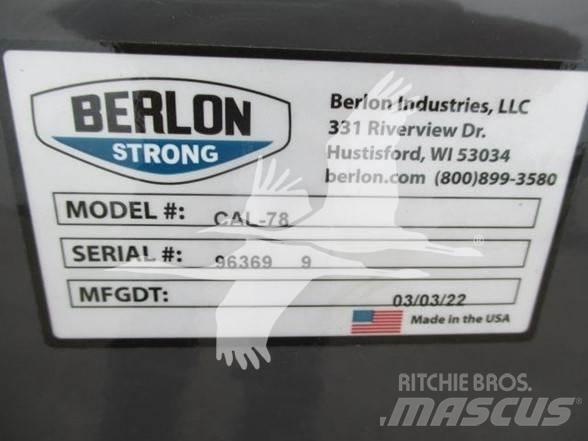 BERLON
STRONG
Berlon Industries, LLC
331 Riverview Dr.
Hustisford, WI 53034
berlon.com (800)899-3580
MODEL #: CAL-78
SERIAL #: 96369 9
MFGDT: 03/03/22
Made in the USA
®
RITCHIE BROS.
MASCUS